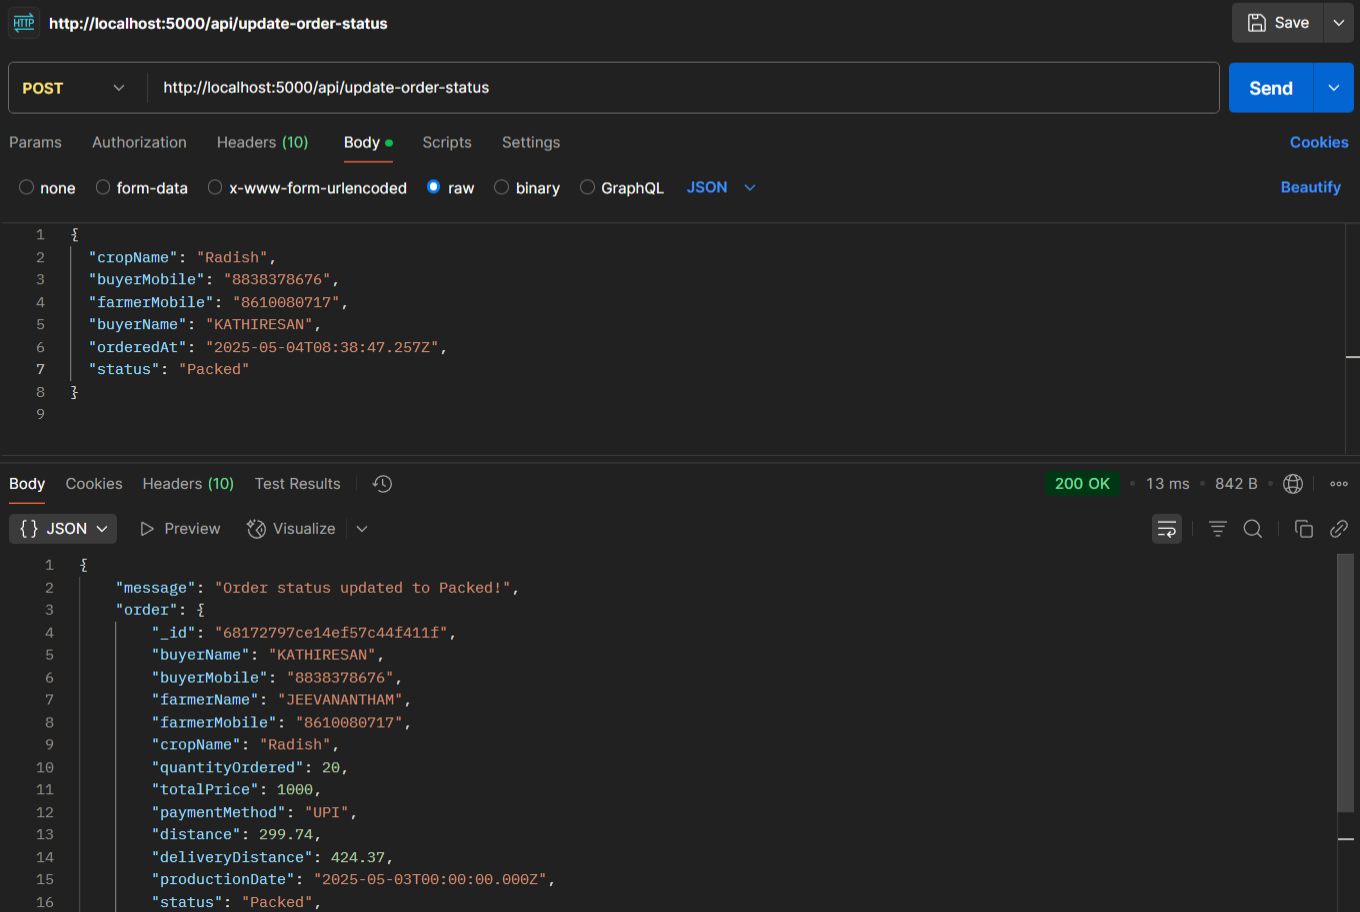 HTTP http://localhost:5000/api/update-order-status Save
POST http://localhost:5000/api/update-order-status Send
Params Authorization Headers (10) Body Scripts Settings Cookies
none form-data x-www-form-urlencoded raw binary GraphQL JSON Beautify
1 {
2 "cropName": "Radish",
3 "buyerMobile": "8838378676",
4 "farmerMobile": "8610080717",
5 "buyerName": "KATHIRESAN",
6 "orderedAt": "2025-05-04T08:38:47.257Z",
7 "status": "Packed"
8 }
9
Body Cookies Headers (10) Test Results 200 OK • 13 ms • 842 B •
{} JSON Preview Visualize
1 {
2 "message": "Order status updated to Packed!",
3 "order": {
4 "_id": "68172797ce14ef57c44f411f",
5 "buyerName": "KATHIRESAN",
6 "buyerMobile": "8838378676",
7 "farmerName": "JEEVANANTHAM",
8 "farmerMobile": "8610080717",
9 "cropName": "Radish",
10 "quantityOrdered": 20,
11 "totalPrice": 1000,
12 "paymentMethod": "UPI",
13 "distance": 299.74,
14 "deliveryDistance": 424.37,
15 "productionDate": "2025-05-03T00:00:00.000Z",
16 "status": "Packed",